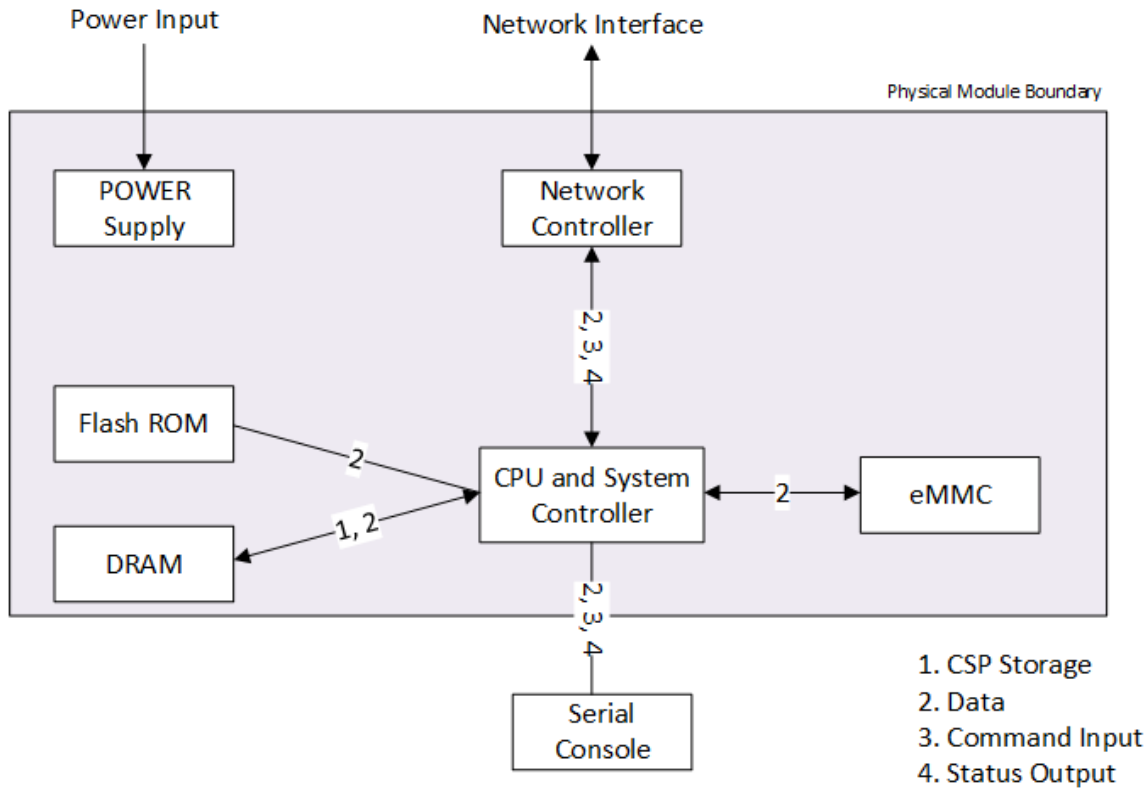 Power Input
Network Interface
Physical Module Boundary
POWER
Supply
Network
Controller
2, 3, 4
Flash ROM
2
CPU and System
Controller
2
eMMC
1, 2
DRAM
2, 3, 4
Serial
Console
1. CSP Storage
2. Data
3. Command Input
4. Status Output